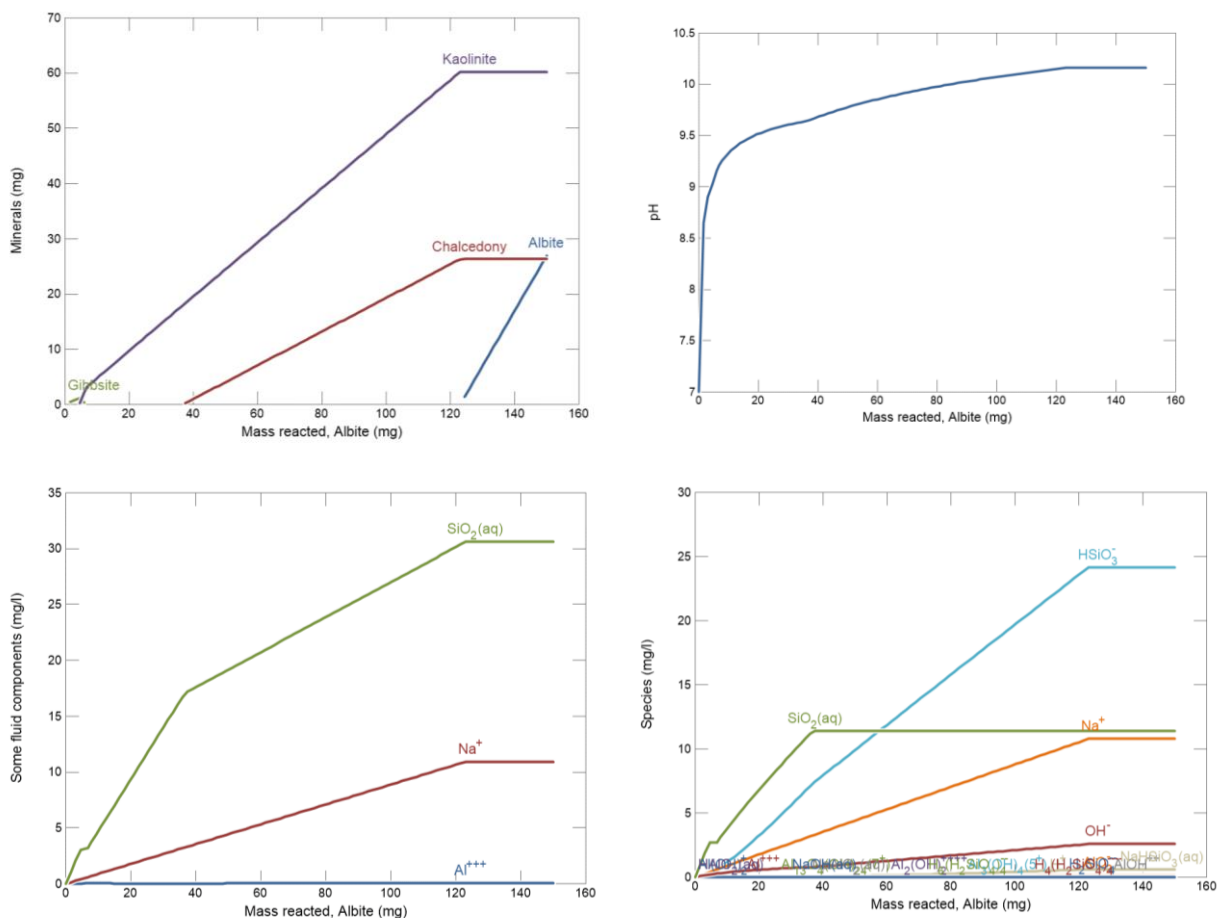 70
60
50
40
30
20
10
0
Minerals (mg)
Kaolinite
Chalcedony
Albite
Gibbsite
0 20 40 60 80 100 120 140 160
Mass reacted, Albite (mg)
10.5
10
9.5
9
8.5
8
7.5
7
pH
0 20 40 60 80 100 120 140 160
Mass reacted, Albite (mg)
35
30
25
20
15
10
5
0
Some fluid components (mg/l)
SiO₂(aq)
Na⁺
Al⁺⁺⁺
0 20 40 60 80 100 120 140 160
Mass reacted, Albite (mg)
30
25
20
15
10
5
0
Species (mg/l)
HSiO₃⁻
SiO₂(aq)
Na⁺
OH⁻
NaHSiO₃(aq)
0 20 40 60 80 100 120 140 160
Mass reacted, Albite (mg)